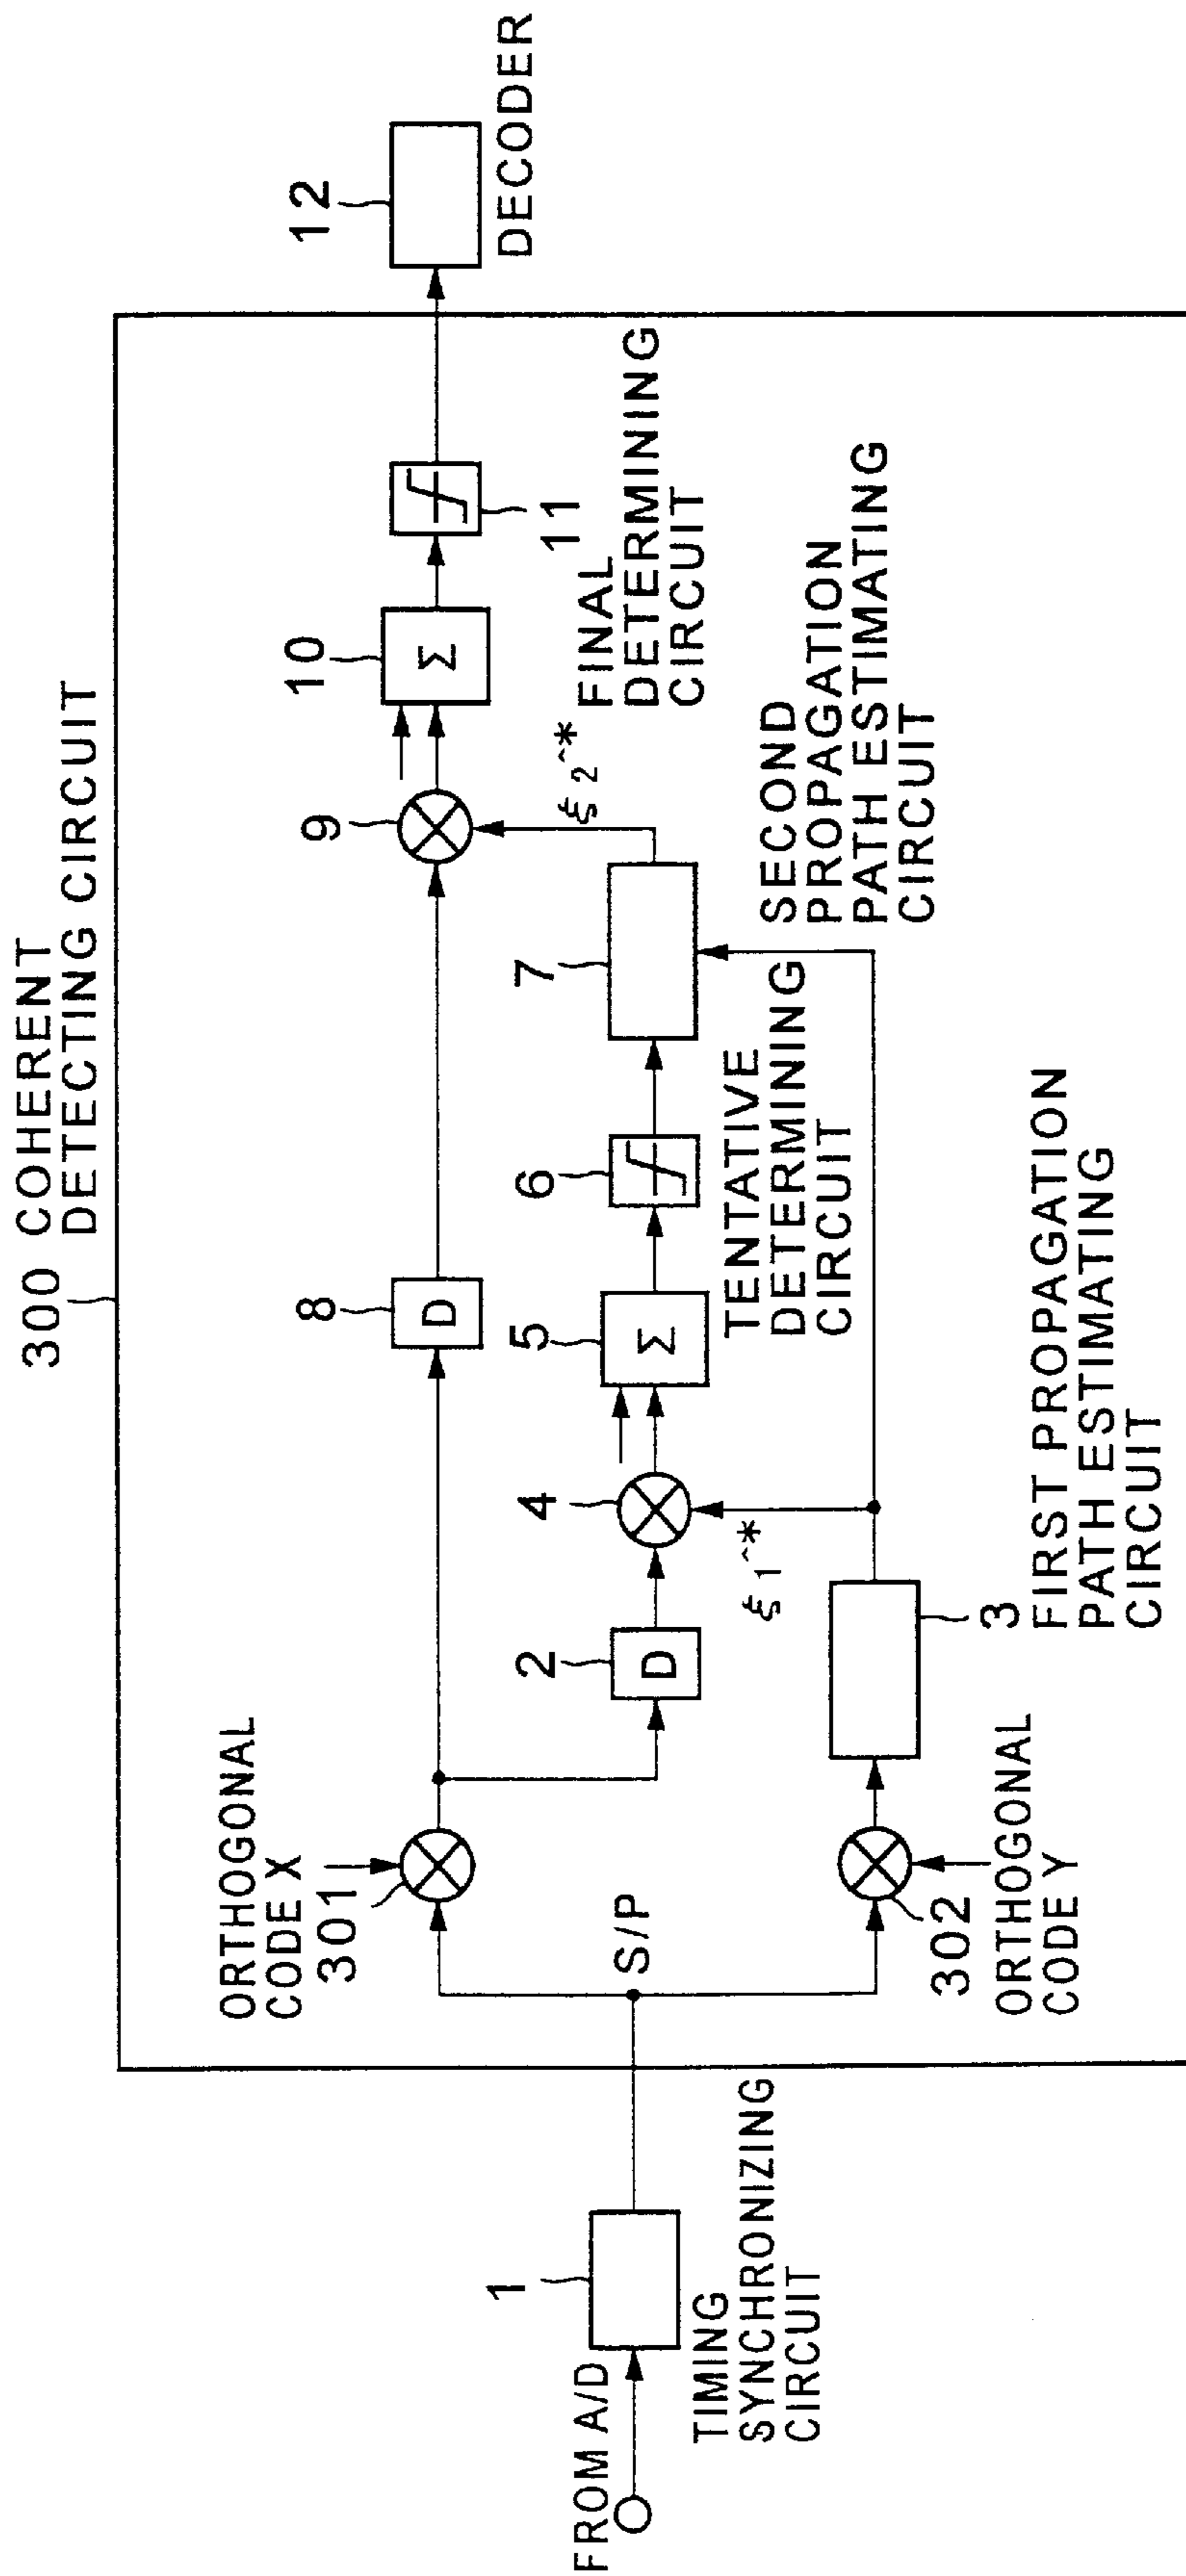 300 COHERENT
DETECTING CIRCUIT
FROM A/D
1
TIMING
SYNCHRONIZING
CIRCUIT
S/P
ORTHOGONAL
CODE X
301
302
ORTHOGONAL
CODE Y
8
D
2
D
3
FIRST PROPAGATION
PATH ESTIMATING
CIRCUIT
ξ1^*
4
5
Σ
6
TENTATIVE
DETERMINING
CIRCUIT
7
SECOND
PROPAGATION
PATH ESTIMATING
CIRCUIT
ξ2^*
9
10
Σ
11
FINAL
DETERMINING
CIRCUIT
12
DECODER